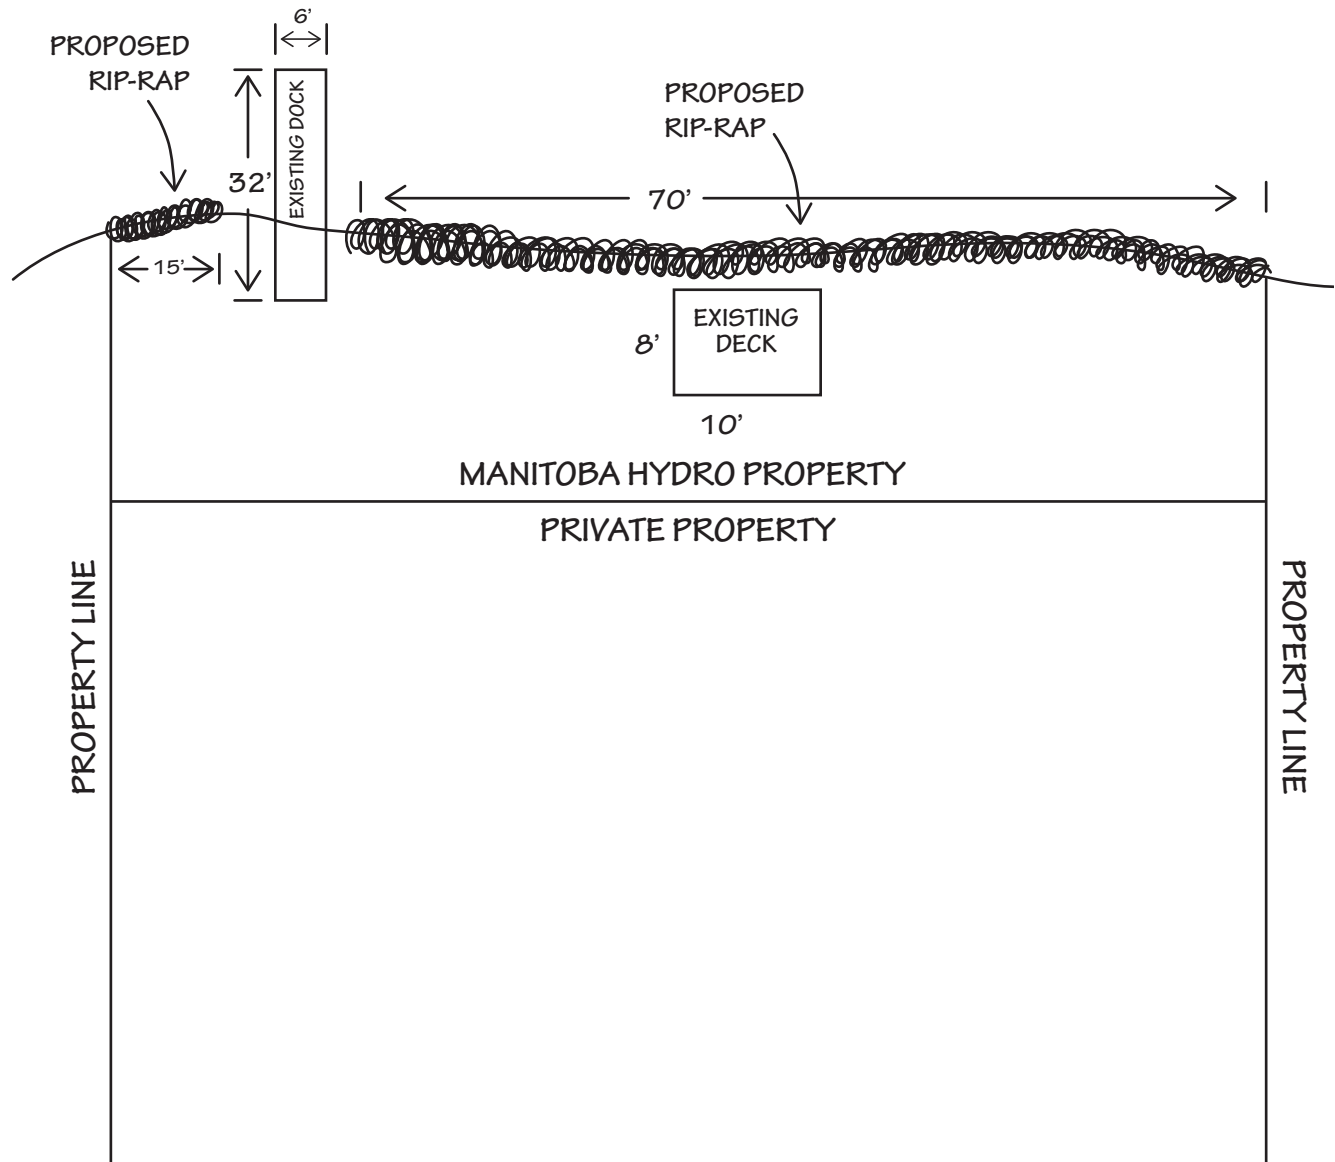 6’
PROPOSED
RIP-RAP
EXISTING DOCK
PROPOSED
RIP-RAP
32’
70’
15’
EXISTING
DECK
8’
10’
MANITOBA HYDRO PROPERTY
PRIVATE PROPERTY
PROPERTY LINE
PROPERTY LINE